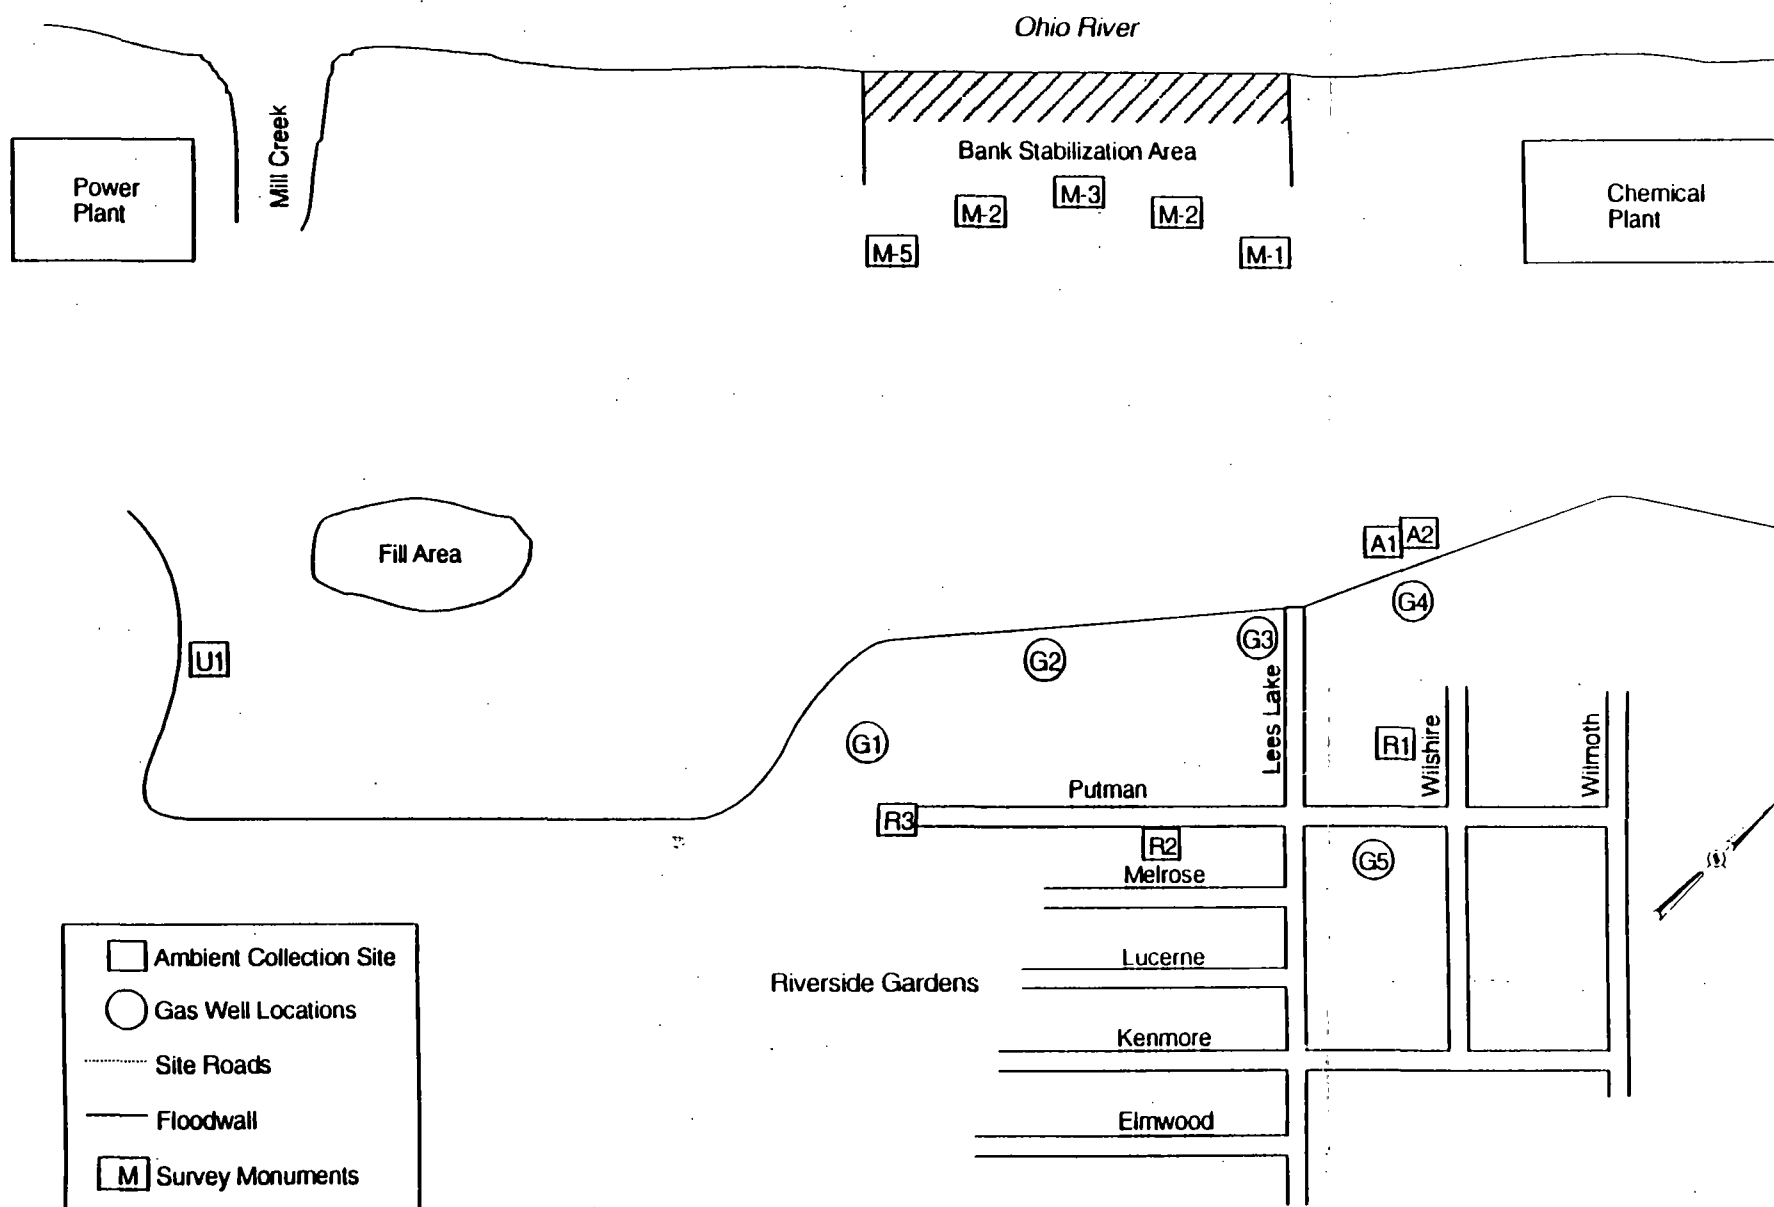 Ohio River
Mill Creek
Power
Plant
Bank Stabilization Area
Chemical
Plant
M-3
M-2
M-2
M-5
M-1
Fill Area
A1
A2
G4
G3
U1
G2
Lees Lake
G1
R1
Wilshire
Wilmoth
Putman
R3
R2
G5
Melrose
Lucerne
Riverside Gardens
Kenmore
Elmwood
Ambient Collection Site
Gas Well Locations
Site Roads
Floodwall
M Survey Monuments